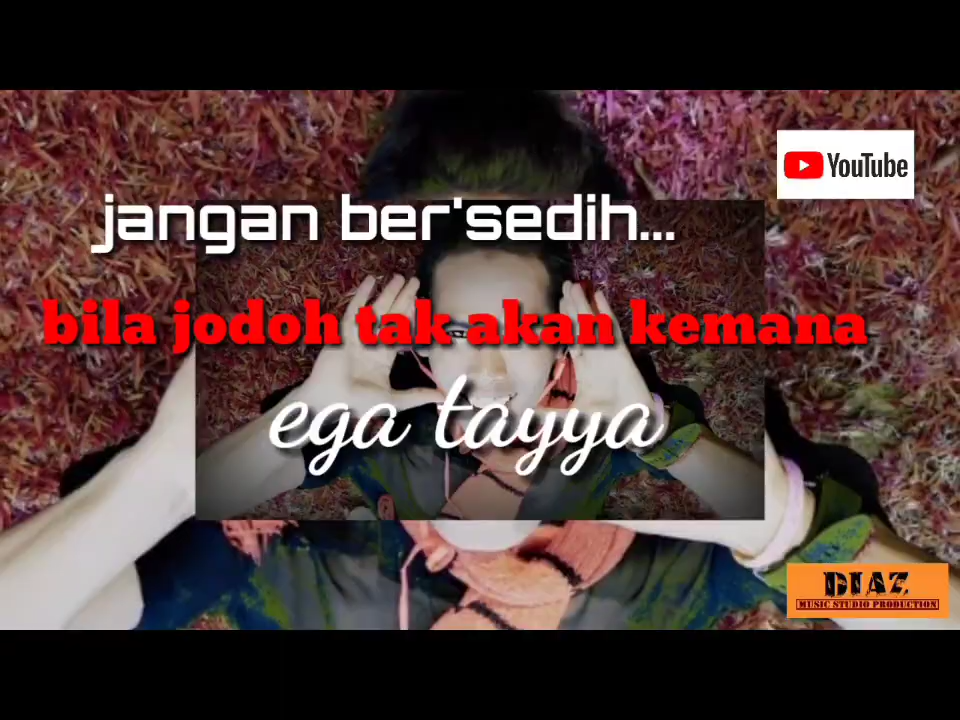 YouTube
jangan ber'sedih...
bila jodoh tak akan kemana
ega tayya
DIAZ
MUSIC STUDIO PRODUCTION